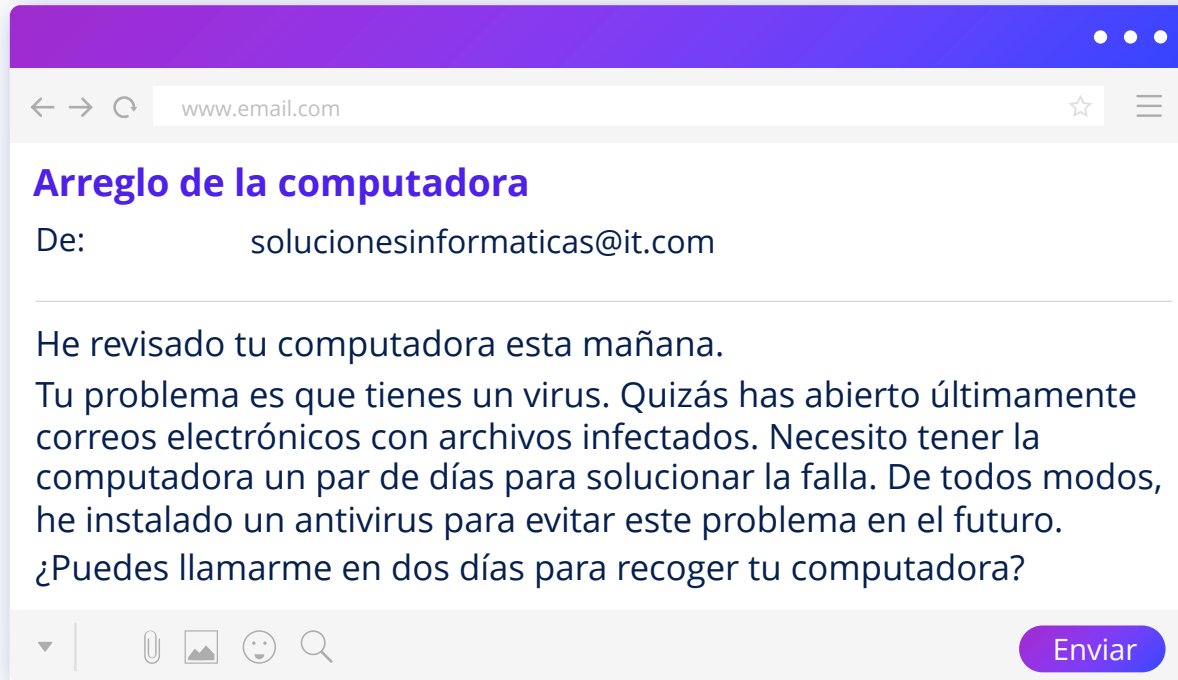 www.email.com
Arreglo de la computadora
De: solucionesinformaticas@it.com
He revisado tu computadora esta mañana.
Tu problema es que tienes un virus. Quizás has abierto últimamente
correos electrónicos con archivos infectados. Necesito tener la
computadora un par de días para solucionar la falla. De todos modos,
he instalado un antivirus para evitar este problema en el futuro.
¿Puedes llamarme en dos días para recoger tu computadora?
Enviar